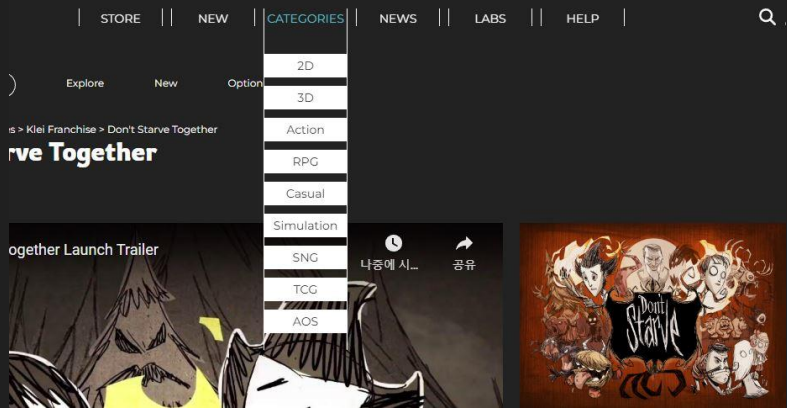 STORE NEW CATEGORIES NEWS LABS HELP
2D
3D
Explore New Option
Action
s > Klei Franchise > Don't Starve Together
rve Together
RPG
Casual
Simulation
SNG
TCG
AOS
ogether Launch Trailer
나중에 시... 공유
Don't
Starve